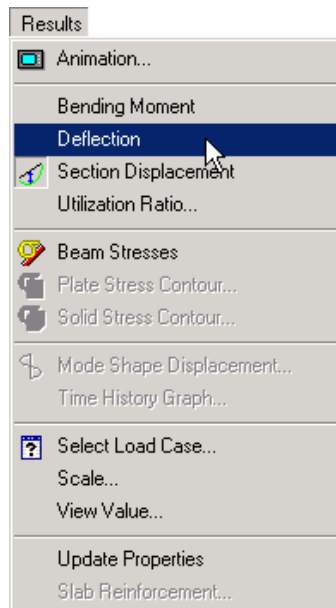 Results
Animation...
Bending Moment
Deflection
Section Displacement
Utilization Ratio...
Beam Stresses
Plate Stress Contour...
Solid Stress Contour...
Mode Shape Displacement...
Time History Graph...
Select Load Case...
Scale...
View Value...
Update Properties
Slab Reinforcement...